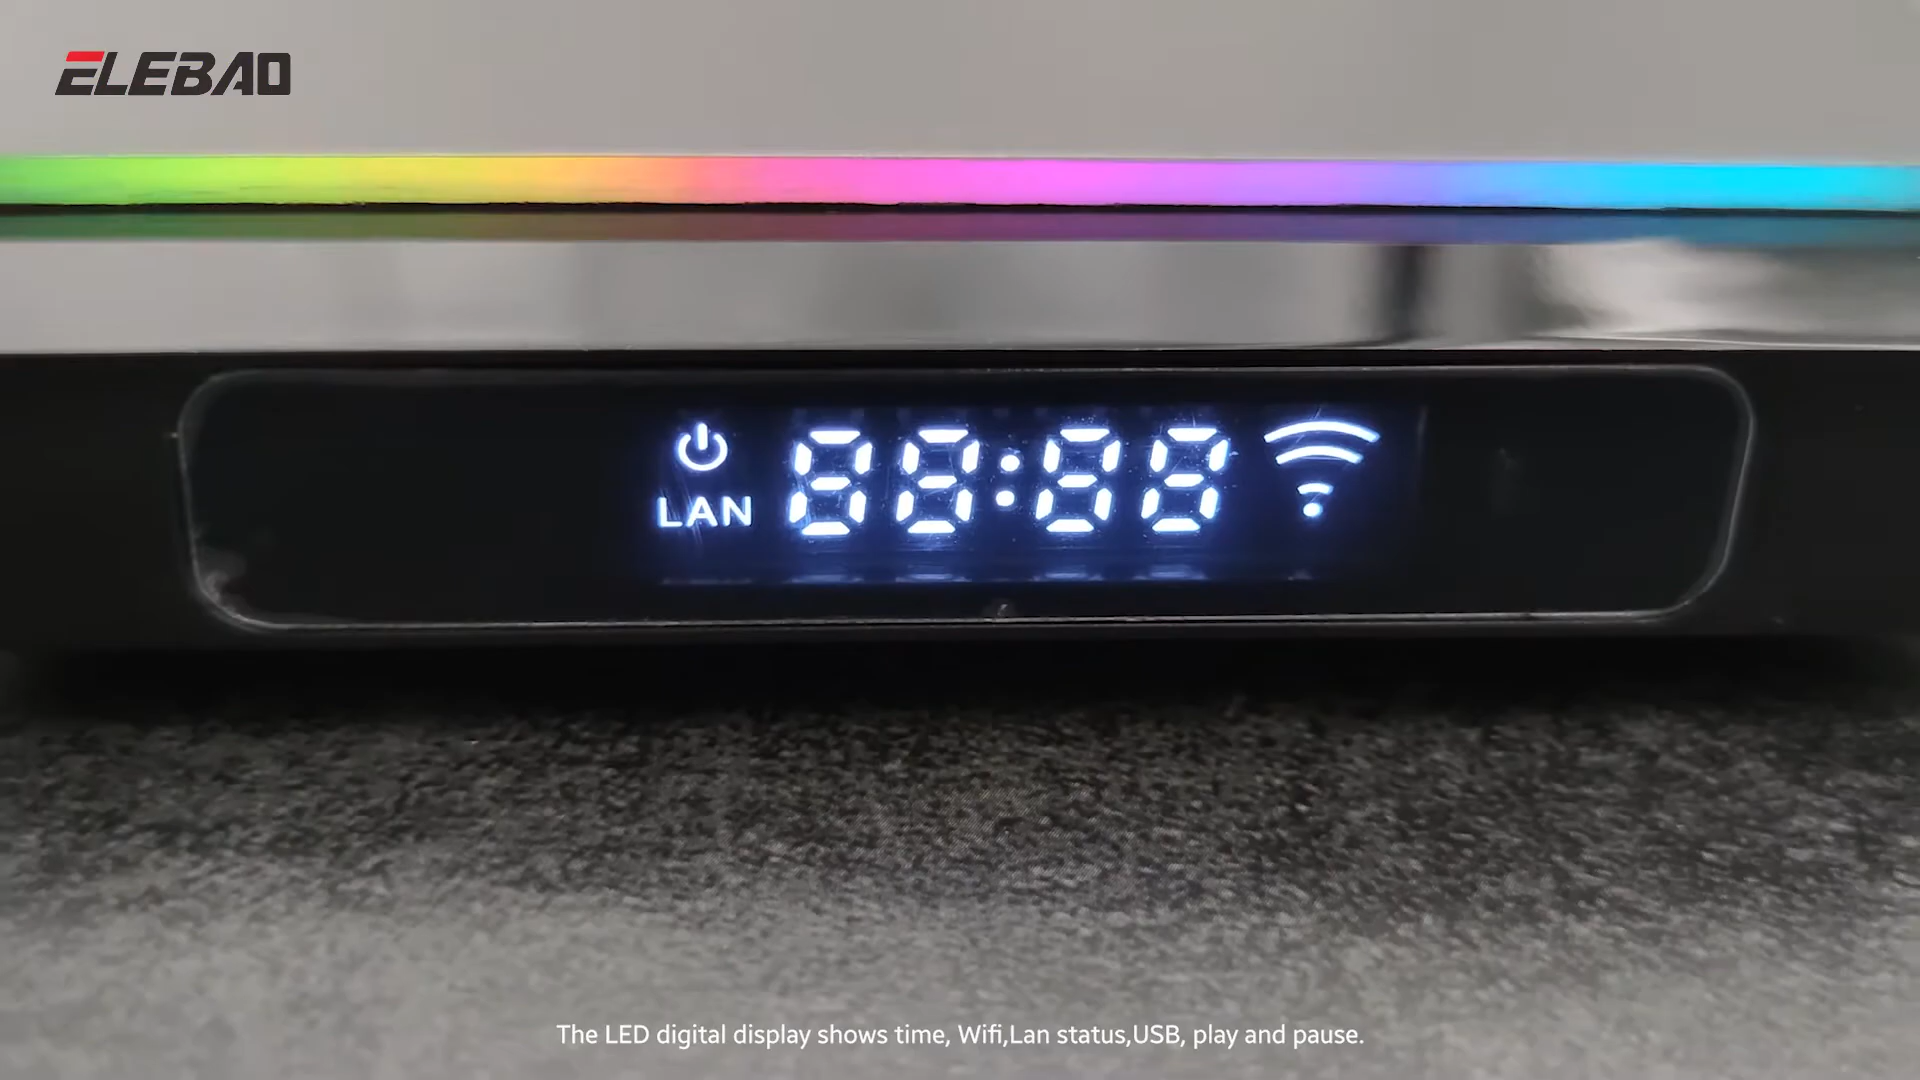 ELEBAO
LAN 88:88
The LED digital display shows time, Wifi,Lan status,USB, play and pause.